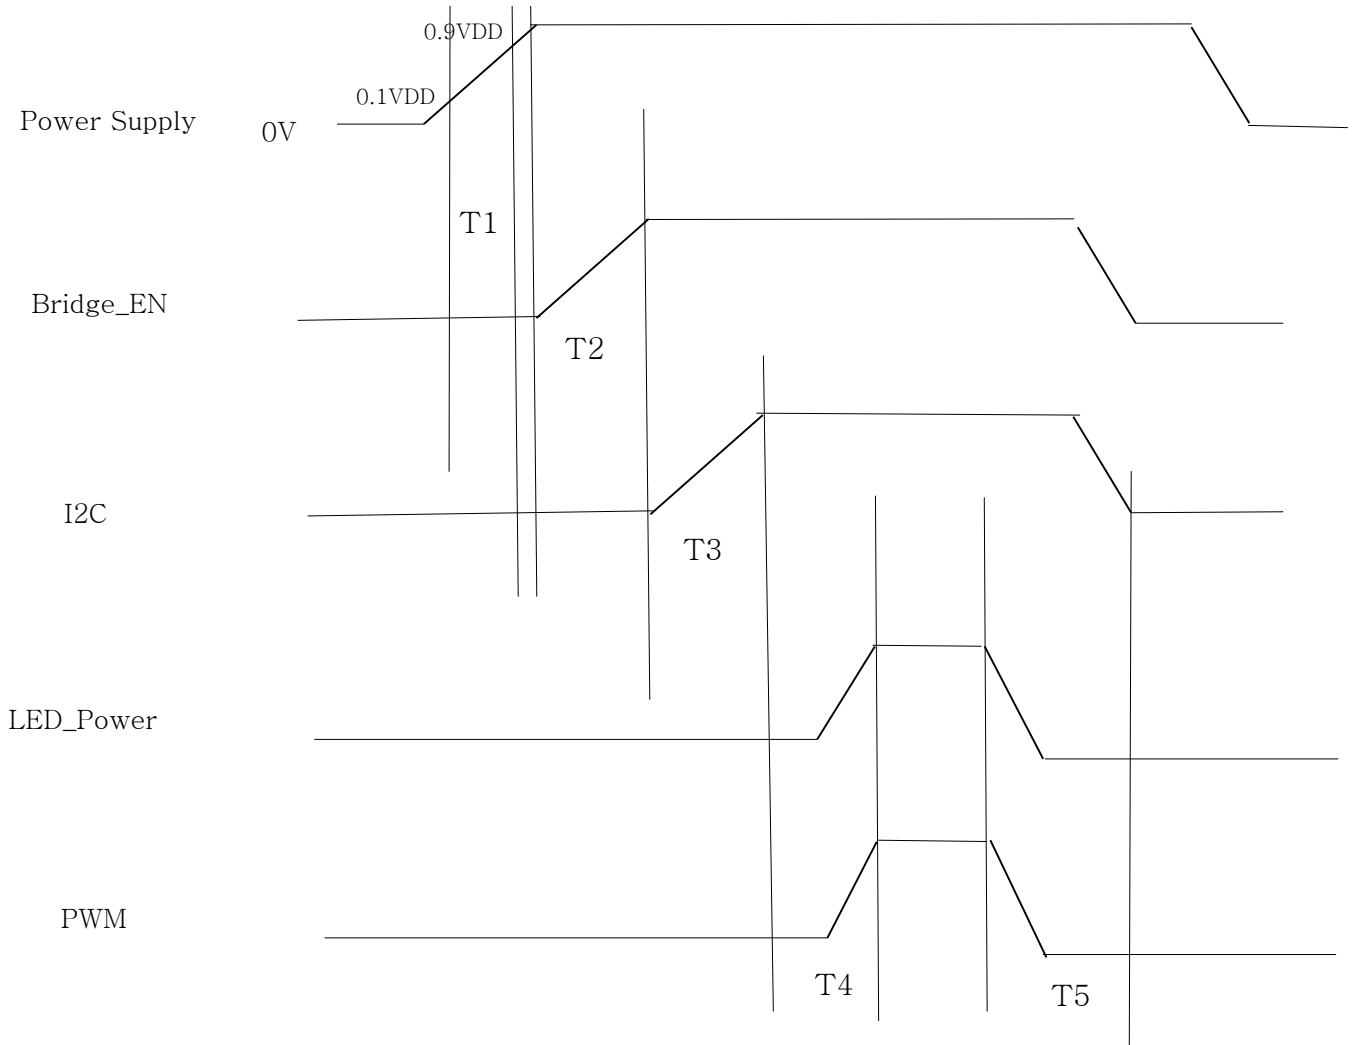 0.9VDD
0.1VDD
Power Supply
0V
T1
Bridge_EN
T2
I2C
T3
LED_Power
PWM
T4
T5